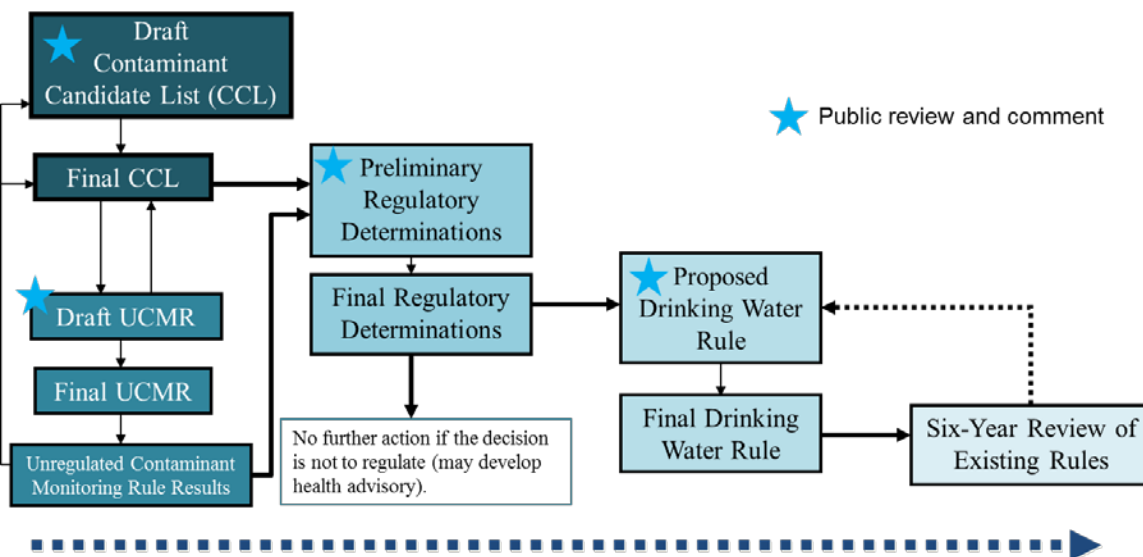 Draft
Contaminant
Candidate List (CCL)
Public review and comment
Final CCL
Preliminary
Regulatory
Determinations
Draft UCMR
Final Regulatory
Determinations
Proposed
Drinking Water
Rule
Final UCMR
Unregulated Contaminant
Monitoring Rule Results
No further action if the decision
is not to regulate (may develop
health advisory).
Final Drinking
Water Rule
Six-Year Review of
Existing Rules